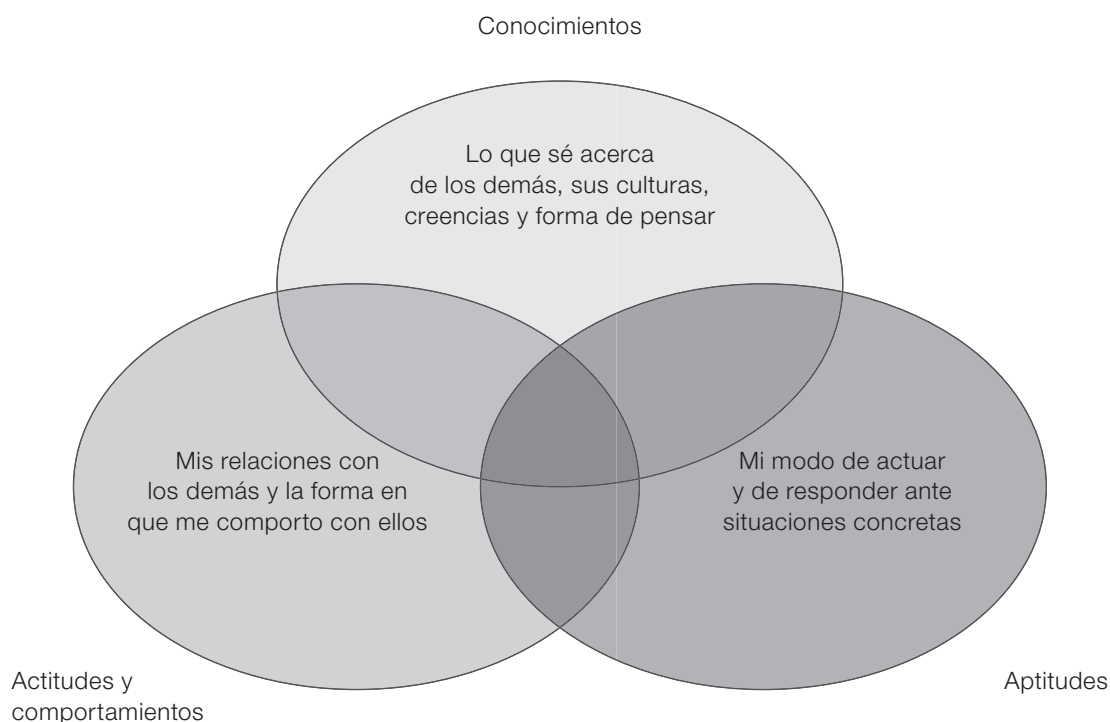 Conocimientos
Lo que sé acerca
de los demás, sus culturas,
creencias y forma de pensar
Mis relaciones con
los demás y la forma en
que me comporto con ellos
Mi modo de actuar
y de responder ante
situaciones concretas
Actitudes y
comportamientos
Aptitudes